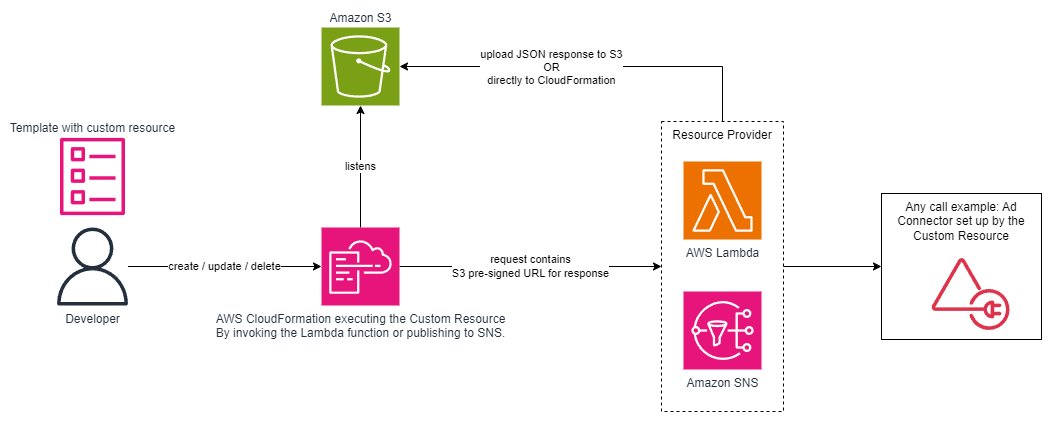 Amazon S3
upload JSON response to S3
OR
directly to CloudFormation
Template with custom resource
Resource Provider
listens
AWS Lambda
Any call example: Ad
Connector set up by the
Custom Resource
create / update / delete
request contains
S3 pre-signed URL for response
Developer
AWS CloudFormation executing the Custom Resource
By invoking the Lambda function or publishing to SNS.
Amazon SNS